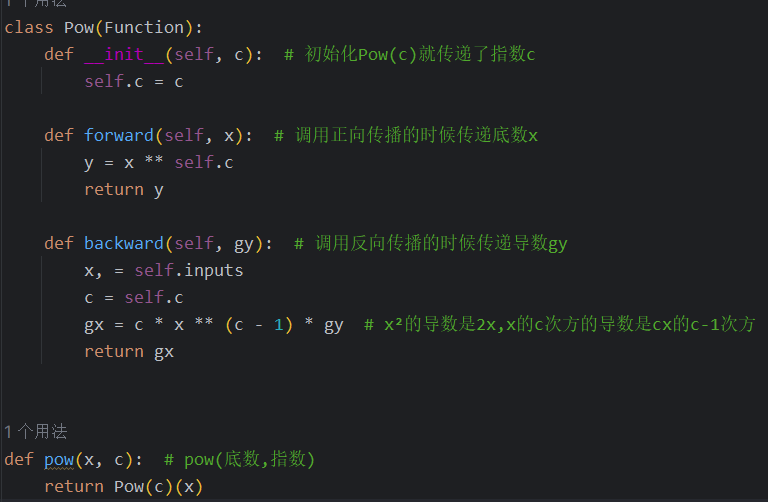 1 个用法
class Pow(Function):
    def __init__(self, c):  # 初始化Pow(c)就传递了指数c
        self.c = c
    def forward(self, x):  # 调用正向传播的时候传递底数x
        y = x ** self.c
        return y
    def backward(self, gy):  # 调用反向传播的时候传递导数gy
        x, = self.inputs
        c = self.c
        gx = c * x ** (c - 1) * gy  # x²的导数是2x,x的c次方的导数是cx的c-1次方
        return gx
1 个用法
def pow(x, c):  # pow(底数,指数)
    return Pow(c)(x)